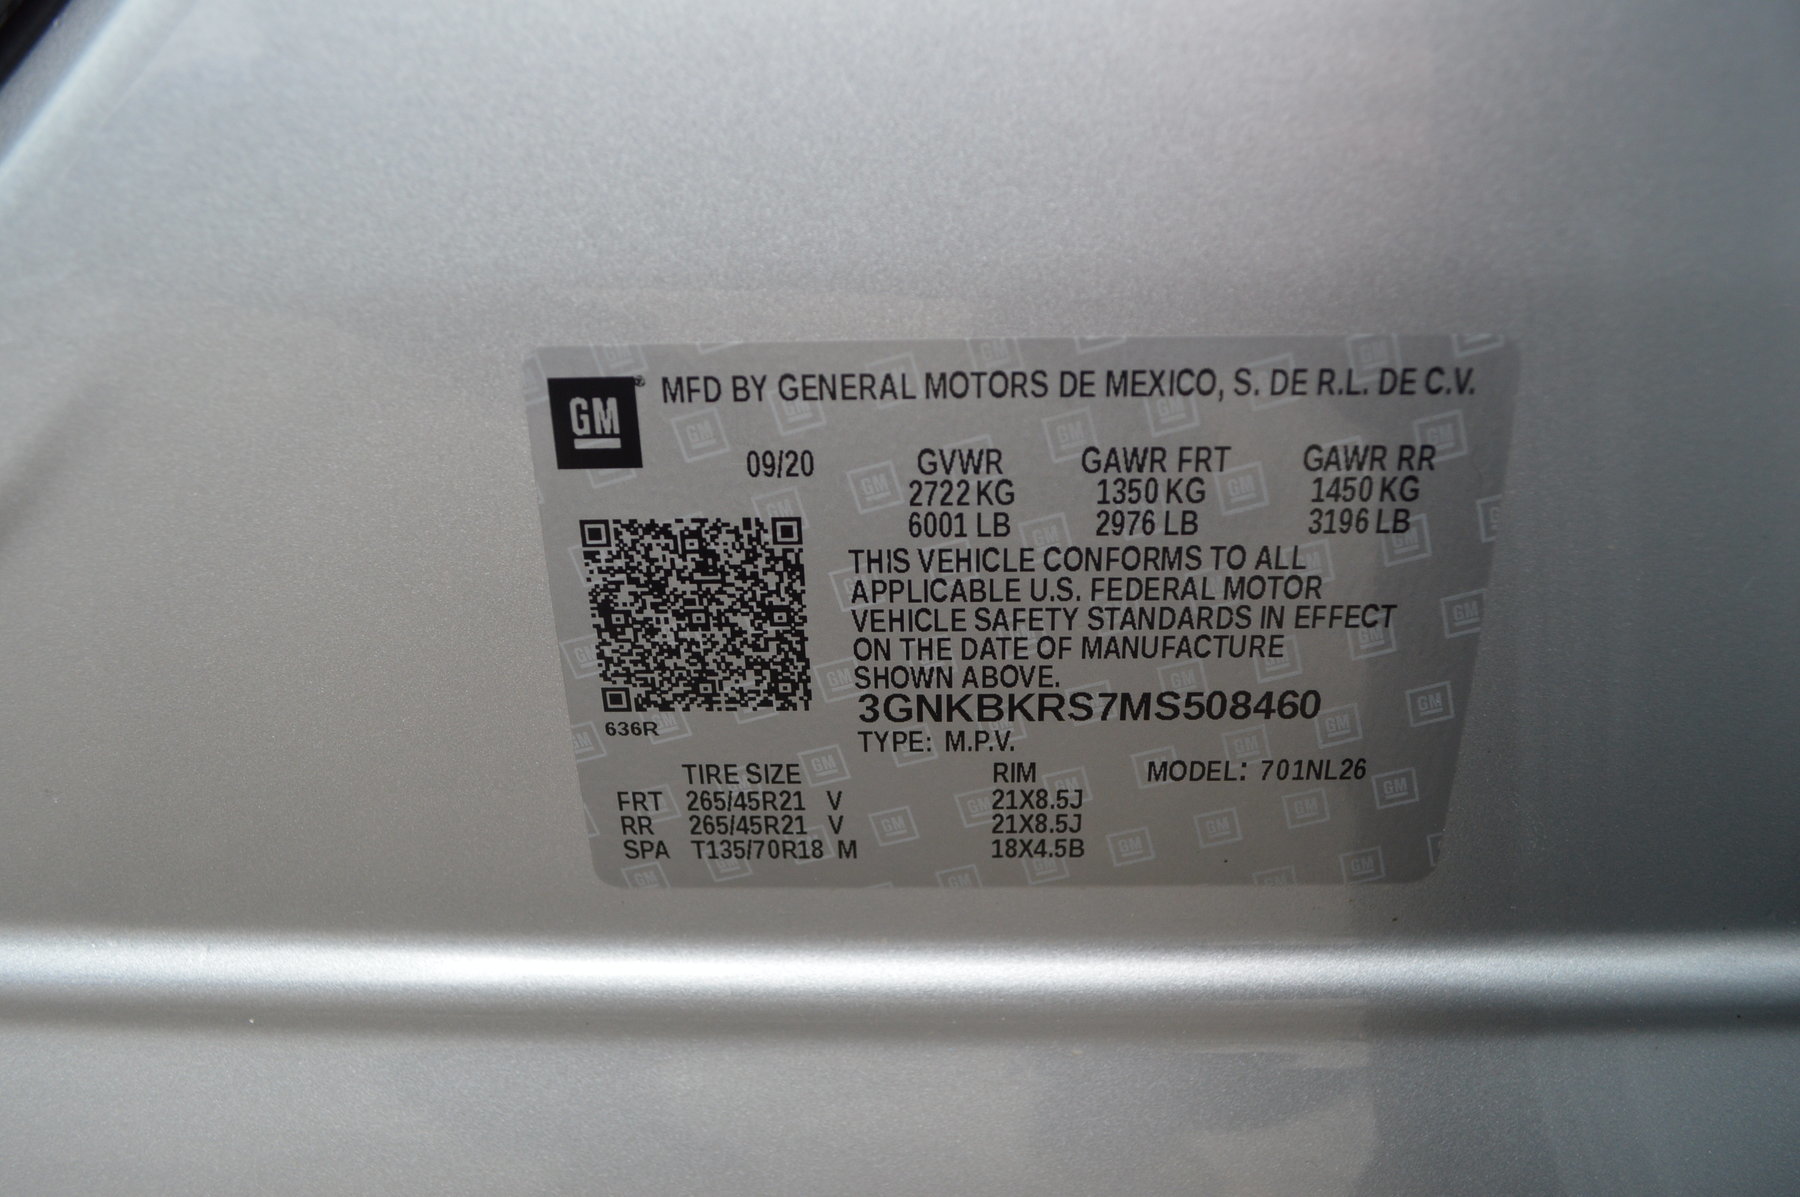 GM® MFD BY GENERAL MOTORS DE MEXICO, S. DE R.L. DE C.V.
09/20 GVWR GAWR FRT GAWR RR
2722 KG 1350 KG 1450 KG
6001 LB 2976 LB 3196 LB
THIS VEHICLE CONFORMS TO ALL
APPLICABLE U.S. FEDERAL MOTOR
VEHICLE SAFETY STANDARDS IN EFFECT
ON THE DATE OF MANUFACTURE
SHOWN ABOVE.
3GNKBKRS7MS508460
636R
TYPE: M.P.V.
TIRE SIZE RIM MODEL: 701NL26
FRT 265/45R21 V 21X8.5J
RR 265/45R21 V 21X8.5J
SPA T135/70R18 M 18X4.5B